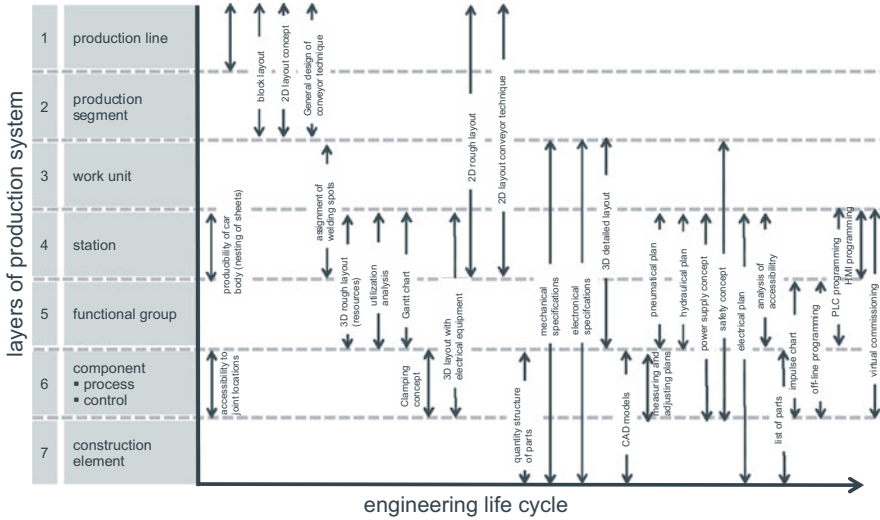 layers of production system
1
production line
2
production
segment
3
work unit
4
station
5
functional group
6
component
▪ process
▪ control
7
construction
element
producibility of car
body (nesting of sheets)
accessibility to
joint locations
block layout
2D layout concept
General design of
conveyor technique
assignment of
welding spots
3D rough layout
(resources)
utilization
analysis
Gantt chart
Clamping
concept
3D layout with
electrical equipment
2D rough layout
2D layout conveyor technique
quantity structure
of parts
mechanical
specifications
electronical
specifcations
3D detailed layout
CAD models
measuring and
adjusting plans
pneumatical plan
hydraulical plan
power supply concept
safety concept
electrical plan
analysis of
accessibility
list of parts
impulse chart
off-line programming
PLC programming
HMI programming
virtual commissioning
engineering life cycle